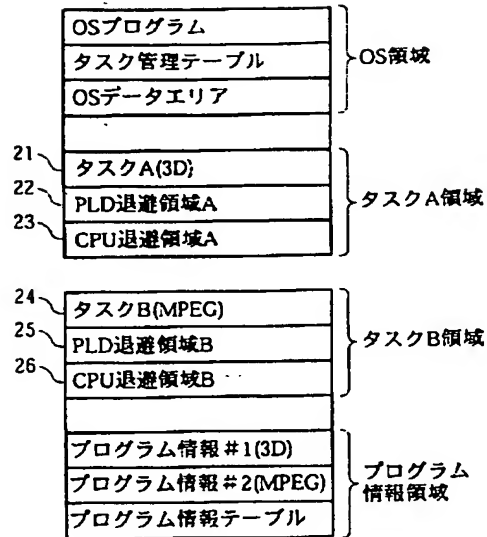 OSプログラム
タスク管理テーブル
OSデータエリア
OS領域
21
タスクA(3D)
22
PLD退避領域A
23
CPU退避領域A
タスクA領域
24
タスクB(MPEG)
25
PLD退避領域B
26
CPU退避領域B
タスクB領域
プログラム情報#1(3D)
プログラム情報#2(MPEG)
プログラム情報テーブル
プログラム
情報領域